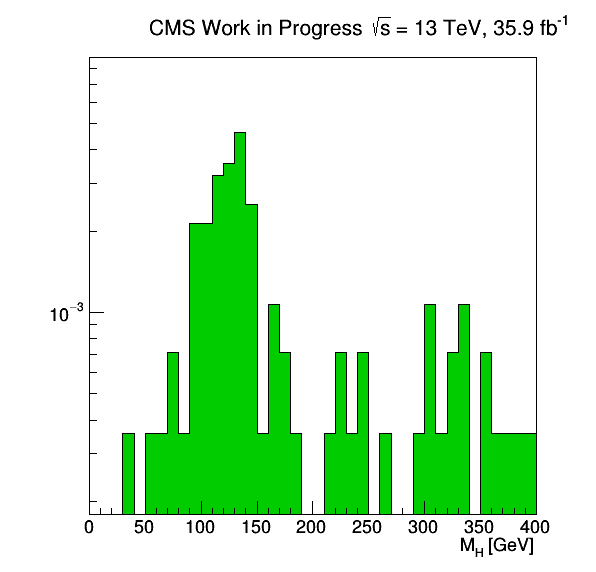 CMS Work in Progress √s = 13 TeV, 35.9 fb⁻¹
10⁻³
0 50 100 150 200 250 300 350 400
M_H [GeV]